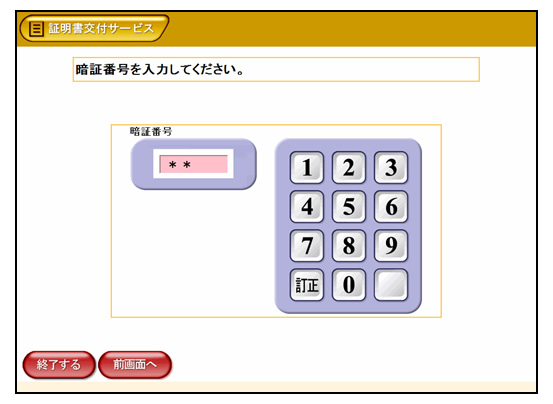 証明書交付サービス
暗証番号を入力してください。
暗証番号
* *
1 2 3
4 5 6
7 8 9
訂正 0
終了する 前画面へ